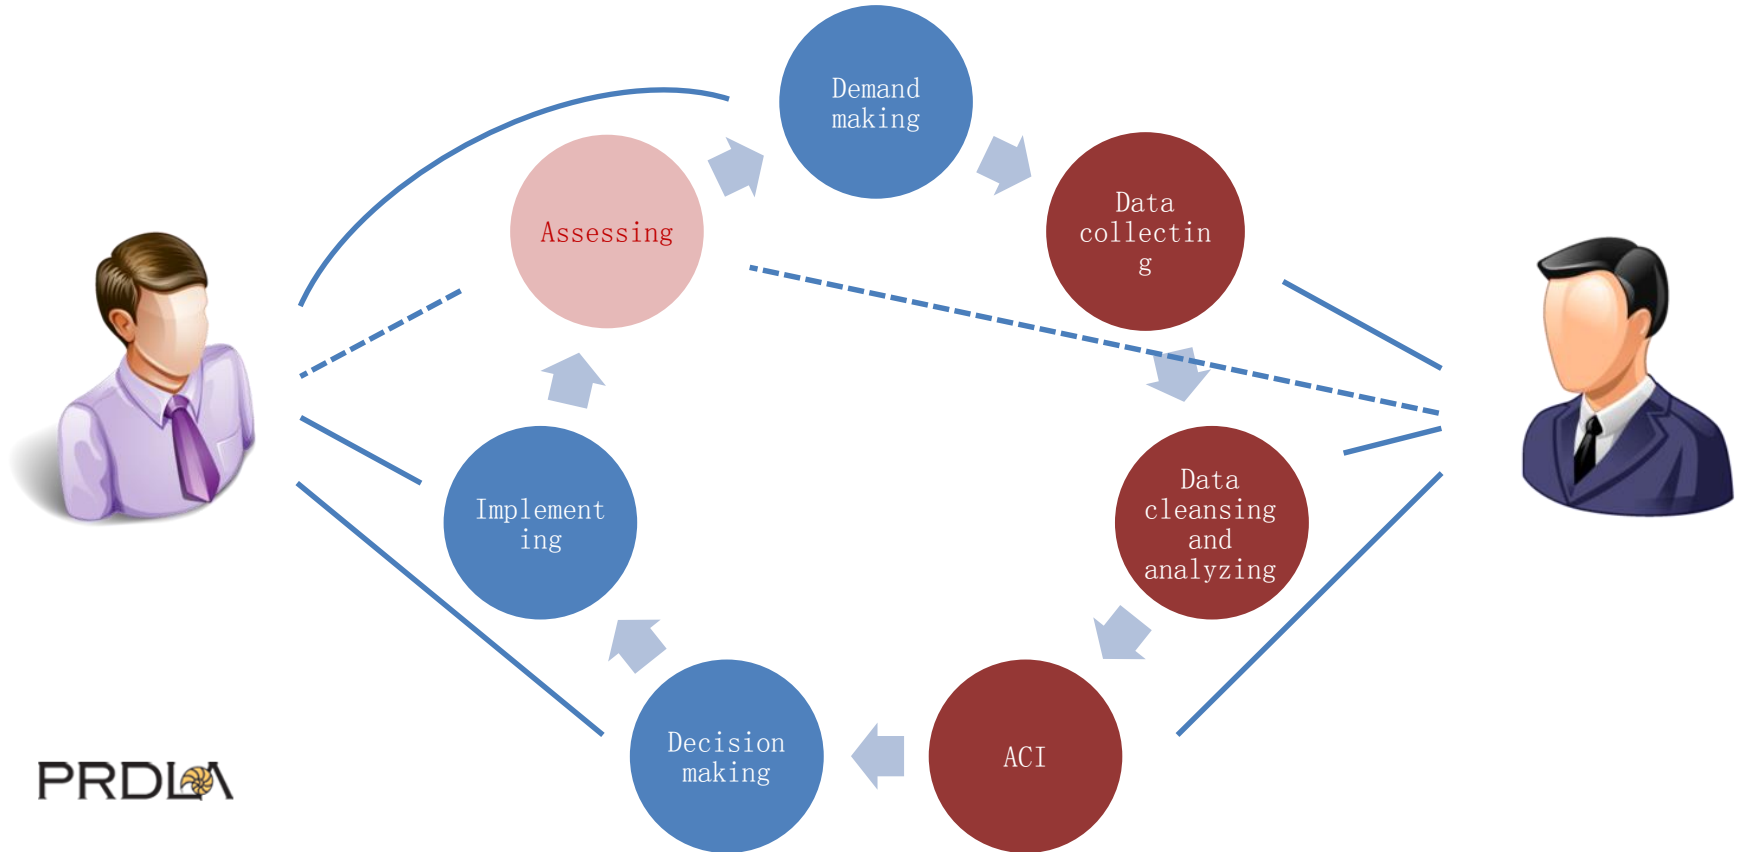 Demand
making
Data
collectin
g
Assessing
Data
cleansing
and
analyzing
Implement
ing
Decision
making
ACI
PRDLA